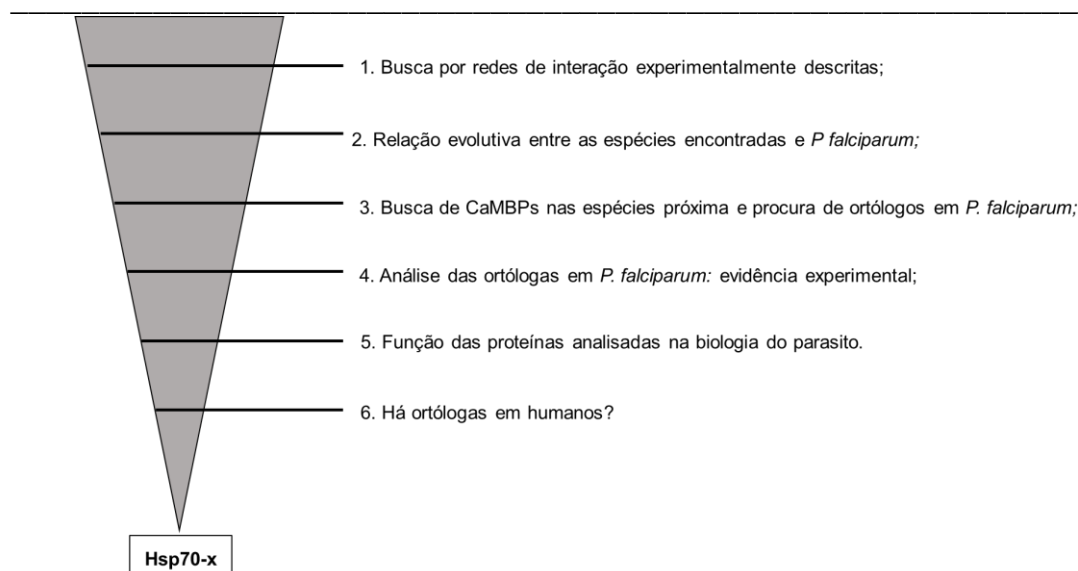 1. Busca por redes de interação experimentalmente descritas;
2. Relação evolutiva entre as espécies encontradas e P falciparum;
3. Busca de CaMBPs nas espécies próxima e procura de ortólogos em P. falciparum;
4. Análise das ortólogas em P. falciparum: evidência experimental;
5. Função das proteínas analisadas na biologia do parasito.
6. Há ortólogas em humanos?
Hsp70-x